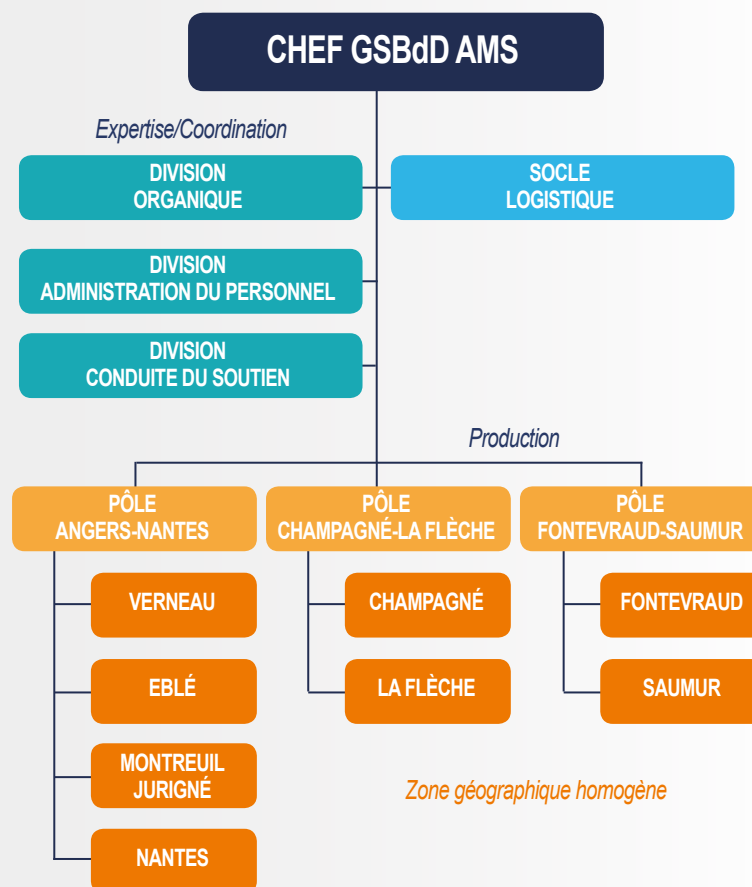 CHEF GSBdD AMS
Expertise/Coordination
DIVISION
ORGANIQUE
SOCLE
LOGISTIQUE
DIVISION
ADMINISTRATION DU PERSONNEL
DIVISION
CONDUITE DU SOUTIEN
Production
PÔLE
ANGERS-NANTES
PÔLE
CHAMPAGNÉ-LA FLÈCHE
PÔLE
FONTEVRAUD-SAUMUR
VERNEAU
EBLÉ
MONTREUIL
JURIGNÉ
NANTES
CHAMPAGNÉ
LA FLÈCHE
FONTEVRAUD
SAUMUR
Zone géographique homogène